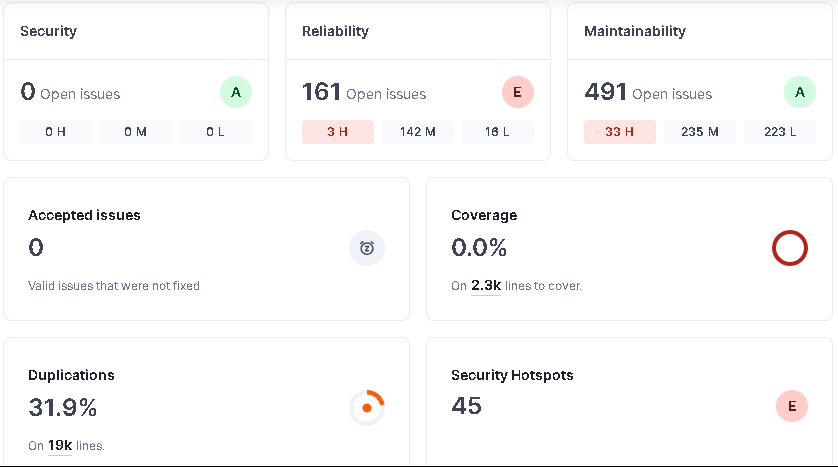 Security
Reliability
Maintainability
0 Open issues A
161 Open issues E
491 Open issues A
0 H 0 M 0 L
3 H 142 M 16 L
33 H 235 M 223 L
Accepted issues
0
Valid issues that were not fixed
Coverage
0.0%
On 2.3k lines to cover.
Duplications
31.9%
On 19k lines.
Security Hotspots
45 E